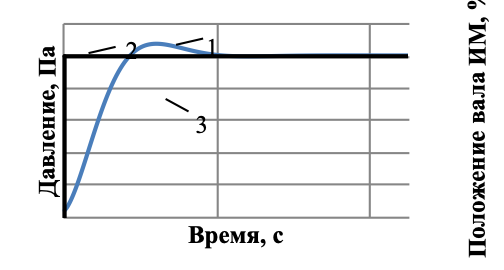 Давление, Па
2
1
3
Время, с
Положение вала ИМ, %